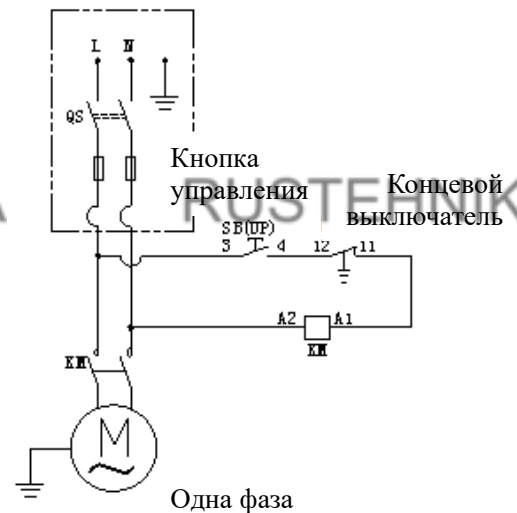 L N
QS
Кнопка
управления
RUSTEHNIK
Концевой
выключатель
SB(UP)
3 4 12 11
A2 A1
KM
KM
M
Одна фаза